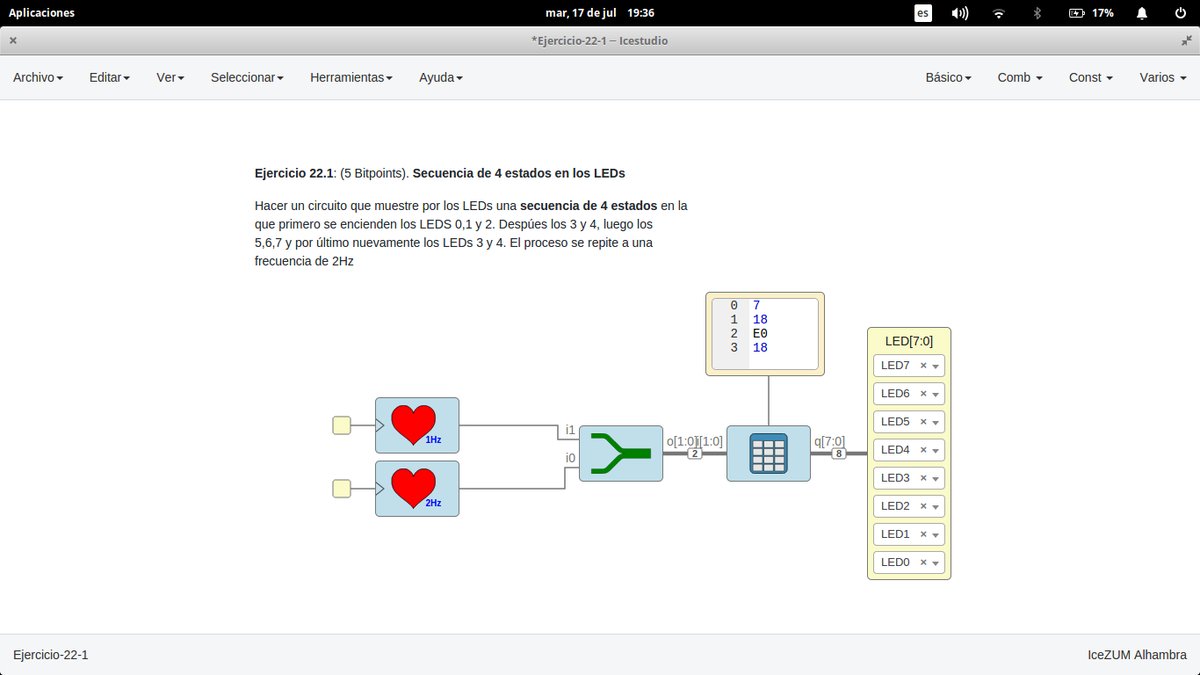 Aplicaciones
mar, 17 de jul 19:36
es
17%
*Ejercicio-22-1 — Icestudio
Archivo Editar Ver Seleccionar Herramientas Ayuda Básico Comb Const Varios
Ejercicio 22.1: (5 Bitpoints). Secuencia de 4 estados en los LEDs
Hacer un circuito que muestre por los LEDs una secuencia de 4 estados en la
que primero se encienden los LEDS 0,1 y 2. Despúes los 3 y 4, luego los
5,6,7 y por último nuevamente los LEDs 3 y 4. El proceso se repite a una
frecuencia de 2Hz
0 7
1 18
2 E0
3 18
1Hz
2Hz
i1
i0
o[1:0]
i[1:0]
2
q[7:0]
8
LED[7:0]
LED7
LED6
LED5
LED4
LED3
LED2
LED1
LED0
Ejercicio-22-1
IceZUM Alhambra